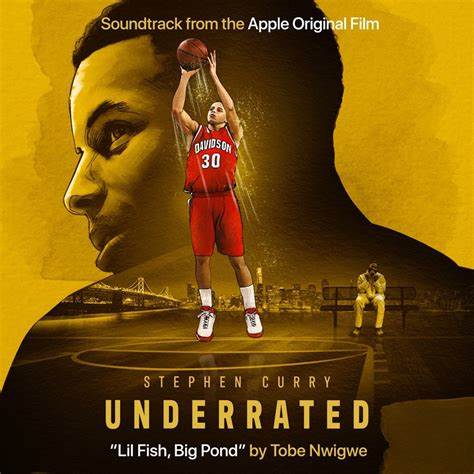 Soundtrack from the Apple Original Film
DAVIDSON
30
STEPHEN CURRY
UNDERRATED
“Lil Fish, Big Pond” by Tobe Nwigwe